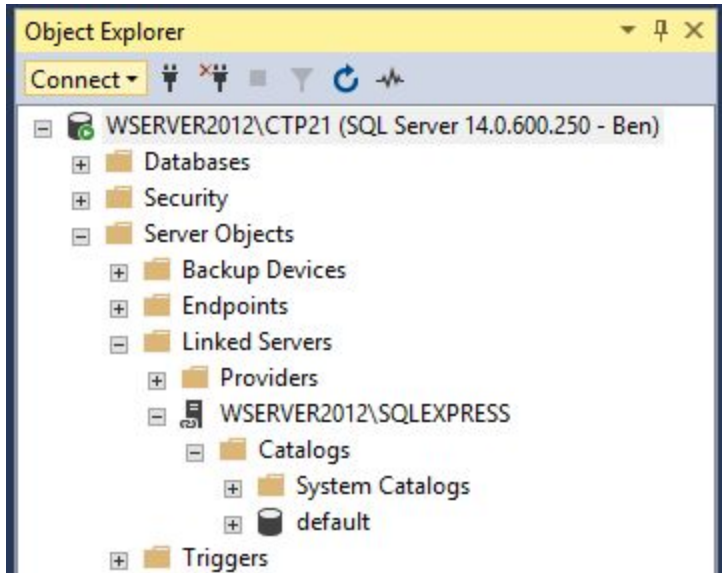 Object Explorer
Connect
WSERVER2012\CTP21 (SQL Server 14.0.600.250 - Ben)
Databases
Security
Server Objects
Backup Devices
Endpoints
Linked Servers
Providers
WSERVER2012\SQLEXPRESS
Catalogs
System Catalogs
default
Triggers